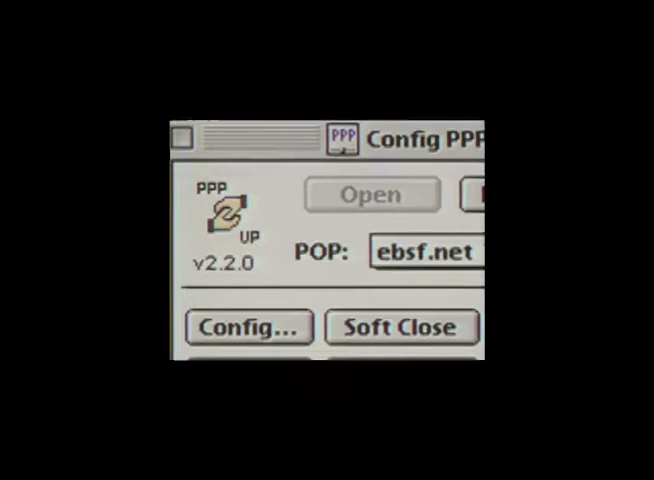 PPP Config PPP
PPP
UP
v2.2.0
Open
POP: ebsf.net
Config... Soft Close